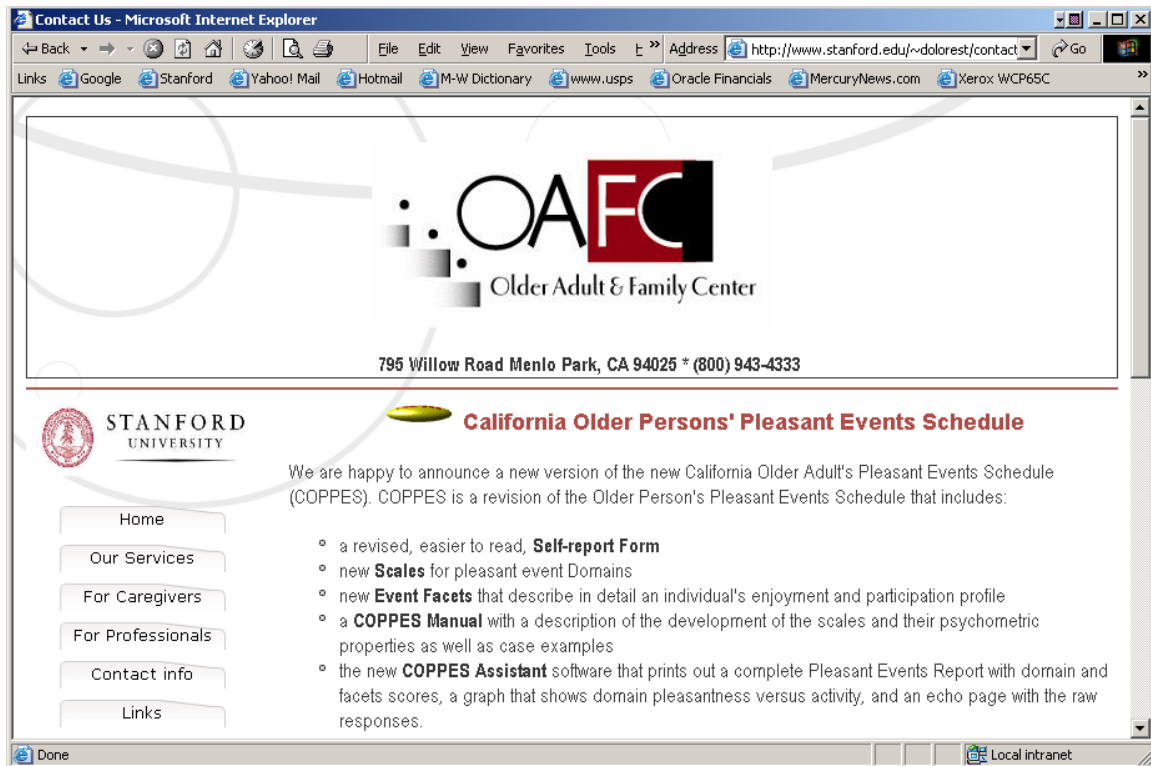 Contact Us - Microsoft Internet Explorer
Back File Edit View Favorites Tools » Address http://www.stanford.edu/~dolorest/contact Go
Links Google Stanford Yahoo! Mail Hotmail M-W Dictionary www.usps Oracle Financials MercuryNews.com Xerox WCP65C »
OAFC
Older Adult & Family Center
795 Willow Road Menlo Park, CA 94025 * (800) 943-4333
STANFORD
UNIVERSITY
Home
Our Services
For Caregivers
For Professionals
Contact info
Links
California Older Persons' Pleasant Events Schedule
We are happy to announce a new version of the new California Older Adult's Pleasant Events Schedule
(COPPES). COPPES is a revision of the Older Person's Pleasant Events Schedule that includes:
a revised, easier to read, Self-report Form
new Scales for pleasant event Domains
new Event Facets that describe in detail an individual's enjoyment and participation profile
a COPPES Manual with a description of the development of the scales and their psychometric
properties as well as case examples
the new COPPES Assistant software that prints out a complete Pleasant Events Report with domain and
facets scores, a graph that shows domain pleasantness versus activity, and an echo page with the raw
responses.
Done Local intranet